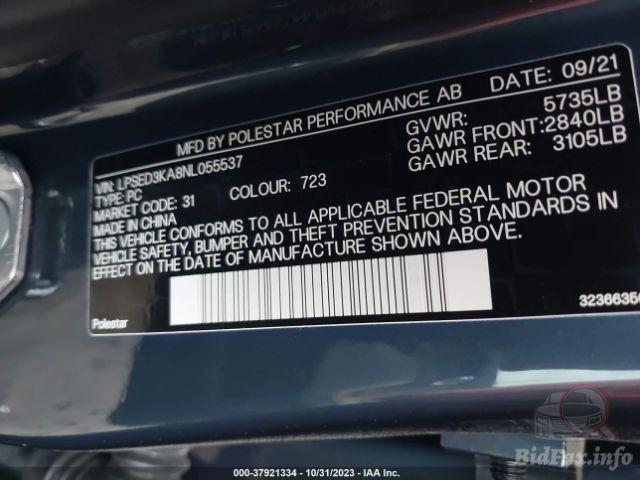 MFD BY POLESTAR PERFORMANCE AB DATE: 09/21
VIN: LPSED3KA8NL055537 GVWR: 5735LB
TYPE: PC GAWR FRONT: 2840LB
MARKET CODE: 31 COLOUR: 723 GAWR REAR: 3105LB
MADE IN CHINA
THIS VEHICLE CONFORMS TO ALL APPLICABLE FEDERAL MOTOR
VEHICLE SAFETY, BUMPER AND THEFT PREVENTION STANDARDS IN
EFFECT ON THE DATE OF MANUFACTURE SHOWN ABOVE.
Polestar
000-37921334 - 10/31/2023 - IAA Inc.
BidFax.info